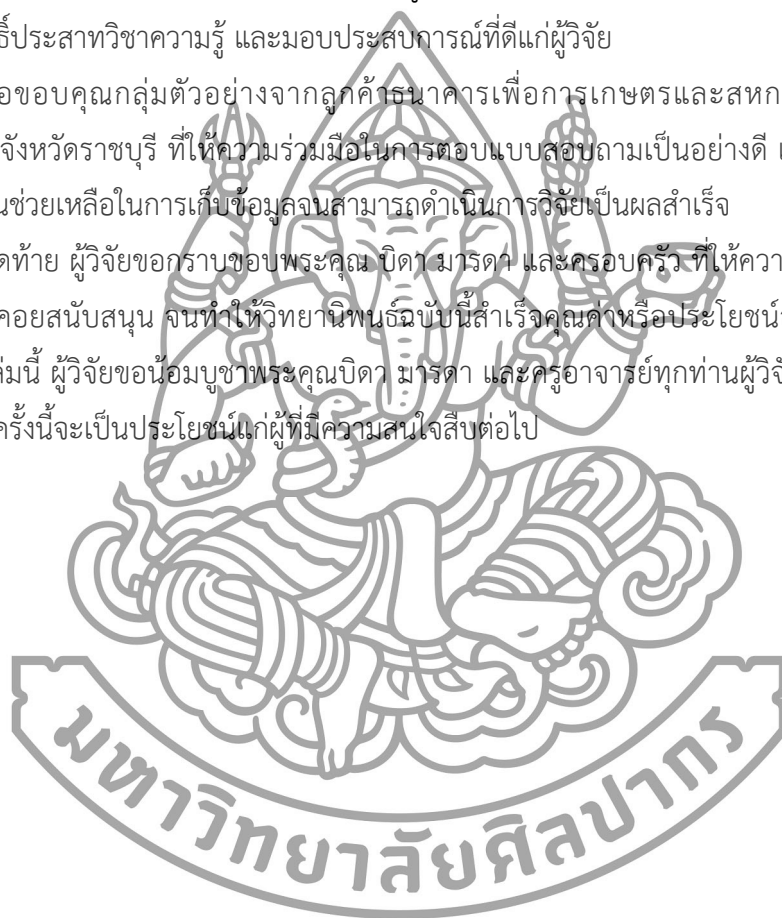 ธิ์ประสาทวิชาความรู้ และมอบประสบการณ์ที่ดีแก่ผู้วิจัย
อขอบคุณกลุ่มตัวอย่างจากลูกค้าธนาคารเพื่อการเกษตรและสหก
จังหวัดราชบุรี ที่ให้ความร่วมมือในการตอบแบบสอบถามเป็นอย่างดี
นช่วยเหลือในการเก็บข้อมูลจนสามารถดำเนินการวิจัยเป็นผลสำเร็จ
ดท้าย ผู้วิจัยขอกราบขอบพระคุณ บิดา มารดา และครอบครัว ที่ให้ควา
คอยสนับสนุน จนทำให้วิทยานิพนธ์ฉบับนี้สำเร็จคุณค่าหรือประโยชน์
ล่มนี้ ผู้วิจัยขอน้อมบูชาพระคุณบิดา มารดา และครูอาจารย์ทุกท่านผู้วิจั
ครั้งนี้จะเป็นประโยชน์แก่ผู้ที่มีความสนใจสืบต่อไป
มหาวิทยาลัยศิลปากร